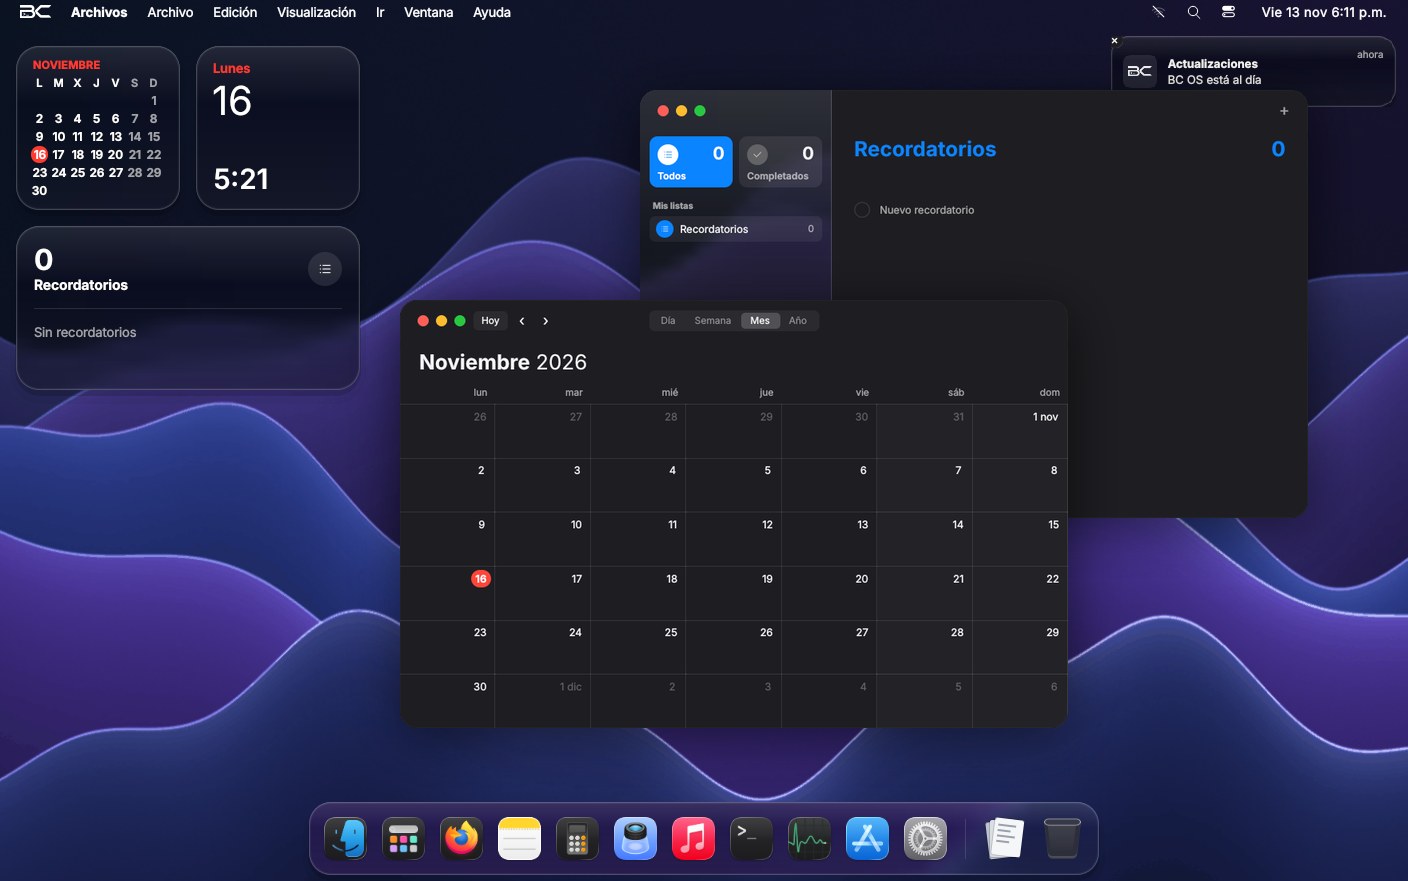 BC Archivos Archivo Edición Visualización Ir Ventana Ayuda Vie 13 nov 6:11 p.m.
NOVIEMBRE
L M X J V S D
1
2 3 4 5 6 7 8
9 10 11 12 13 14 15
16 17 18 19 20 21 22
23 24 25 26 27 28 29
30
Lunes
16
5:21
0
Recordatorios
Sin recordatorios
BC
Actualizaciones
ahora
BC OS está al día
0
Todos
0
Completados
Mis listas
Recordatorios 0
Recordatorios 0
Nuevo recordatorio
Hoy Día Semana Mes Año
Noviembre 2026
lun mar mié jue vie sáb dom
26 27 28 29 30 31 1 nov
2 3 4 5 6 7 8
9 10 11 12 13 14 15
16 17 18 19 20 21 22
23 24 25 26 27 28 29
30 1 dic 2 3 4 5 6